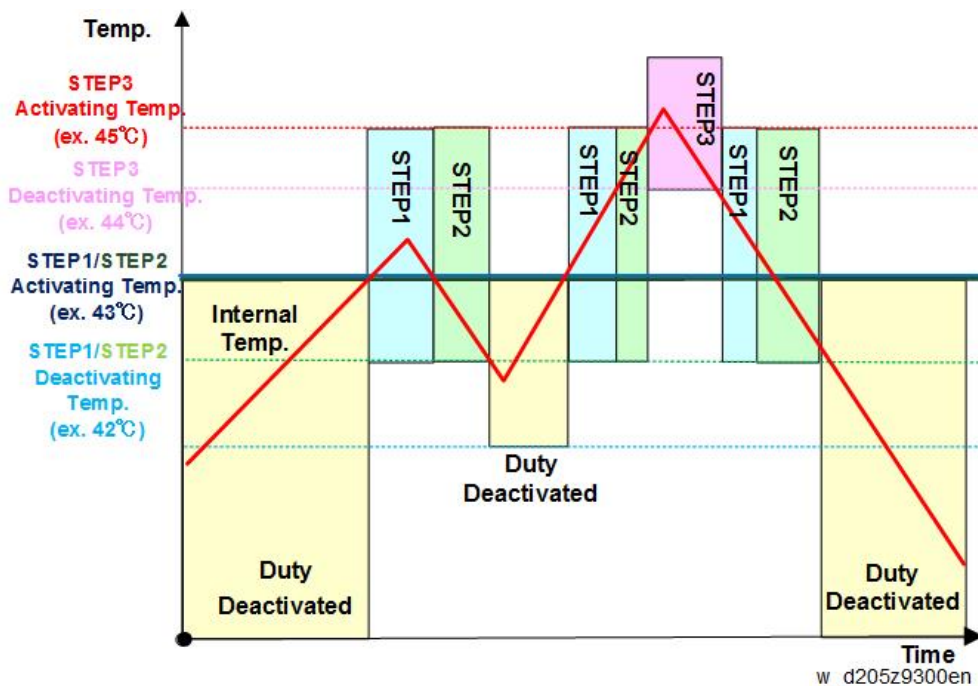 Temp.
STEP3
Activating Temp.
(ex. 45℃)
STEP3
Deactivating Temp.
(ex. 44℃)
STEP1/STEP2
Activating Temp.
(ex. 43℃)
STEP1/STEP2
Deactivating
Temp.
(ex. 42℃)
Internal
Temp.
STEP1
STEP2
STEP1
STEP2
STEP3
STEP1
STEP2
Duty
Deactivated
Duty
Deactivated
Duty
Deactivated
Time
w_d205z9300en